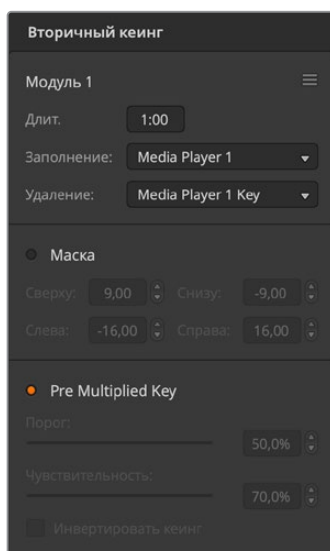 Вторичный кеинг
Модуль 1
Длит. 1:00
Заполнение: Media Player 1
Удаление: Media Player 1 Key
Маска
Сверху: 9,00 Снизу: -9,00
Слева: -16,00 Справа: 16,00
Pre Multiplied Key
Порог:
50,0%
Чувствительность:
70,0%
Инвертировать кеинг